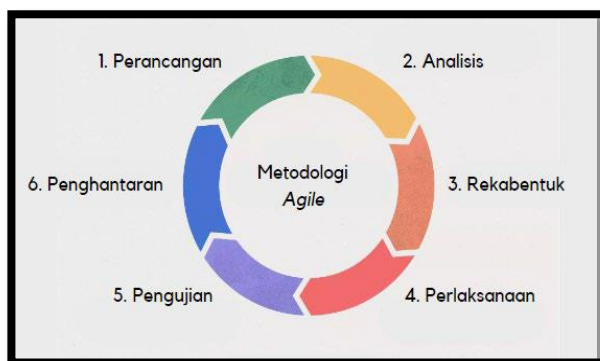 1. Perancangan
2. Analisis
3. Rekabentuk
4. Perlaksanaan
5. Pengujian
6. Penghantaran
Metodologi
Agile